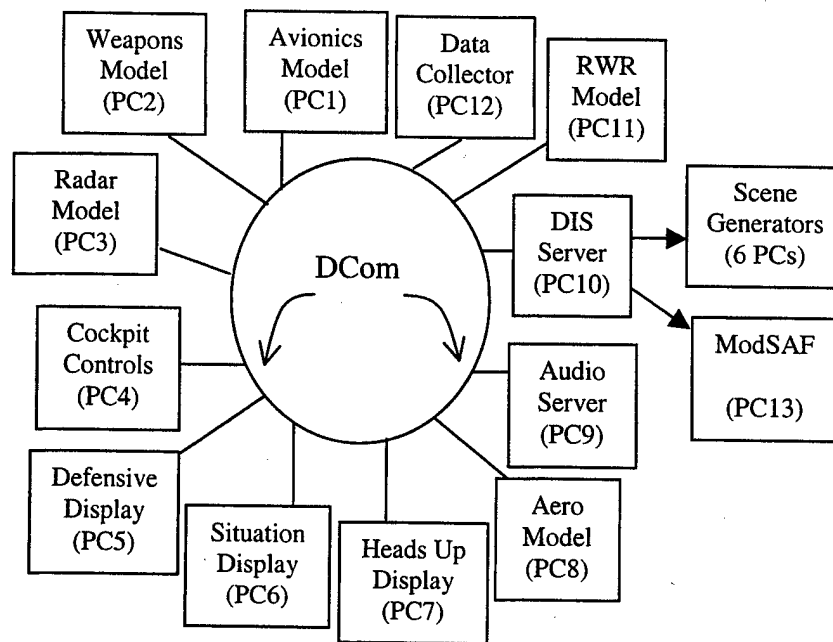 Weapons
Model
(PC2)
Avionics
Model
(PC1)
Data
Collector
(PC12)
RWR
Model
(PC11)
Radar
Model
(PC3)
DIS
Server
(PC10)
Scene
Generators
(6 PCs)
DCom
Cockpit
Controls
(PC4)
Audio
Server
(PC9)
ModSAF
(PC13)
Defensive
Display
(PC5)
Situation
Display
(PC6)
Heads Up
Display
(PC7)
Aero
Model
(PC8)